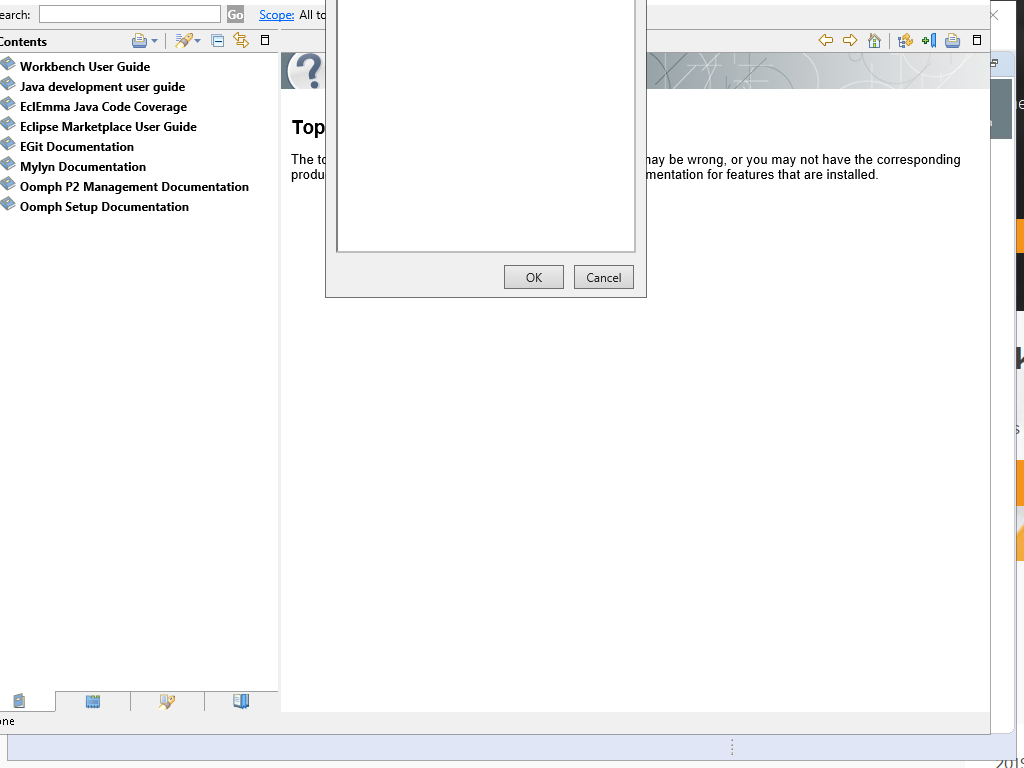 earch: Go Scope: All to
Contents
Workbench User Guide
Java development user guide
EclEmma Java Code Coverage
Eclipse Marketplace User Guide
EGit Documentation
Mylyn Documentation
Oomph P2 Management Documentation
Oomph Setup Documentation
Top
The to may be wrong, or you may not have the corresponding
produ mentation for features that are installed.
OK Cancel
one
2019